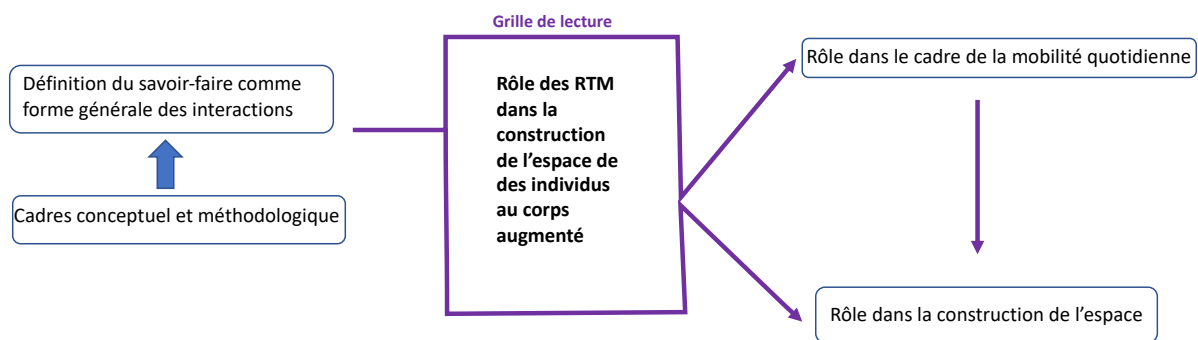 Grille de lecture
Définition du savoir-faire comme
forme générale des interactions
Cadres conceptuel et méthodologique
Rôle des RTM
dans la
construction
de l’espace de
des individus
au corps
augmenté
Rôle dans le cadre de la mobilité quotidienne
Rôle dans la construction de l’espace